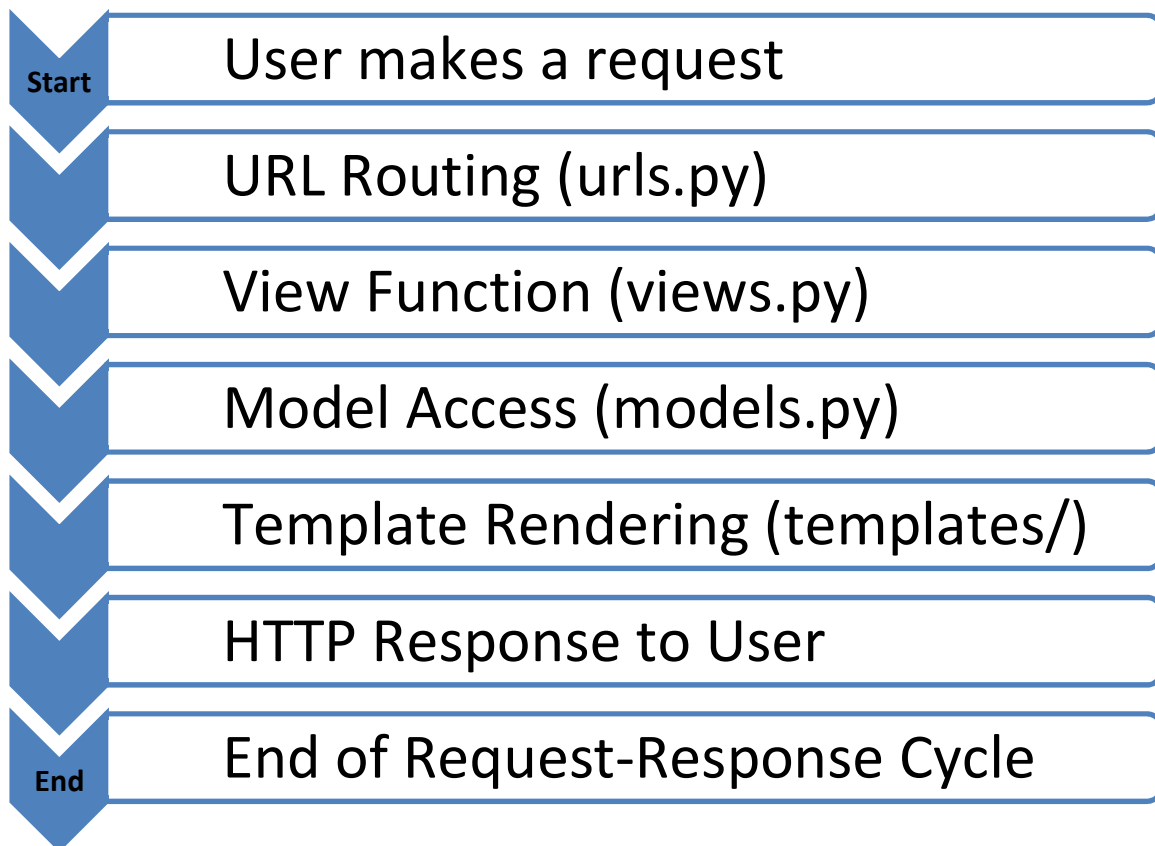 Start
User makes a request
URL Routing (urls.py)
View Function (views.py)
Model Access (models.py)
Template Rendering (templates/)
HTTP Response to User
End
End of Request-Response Cycle